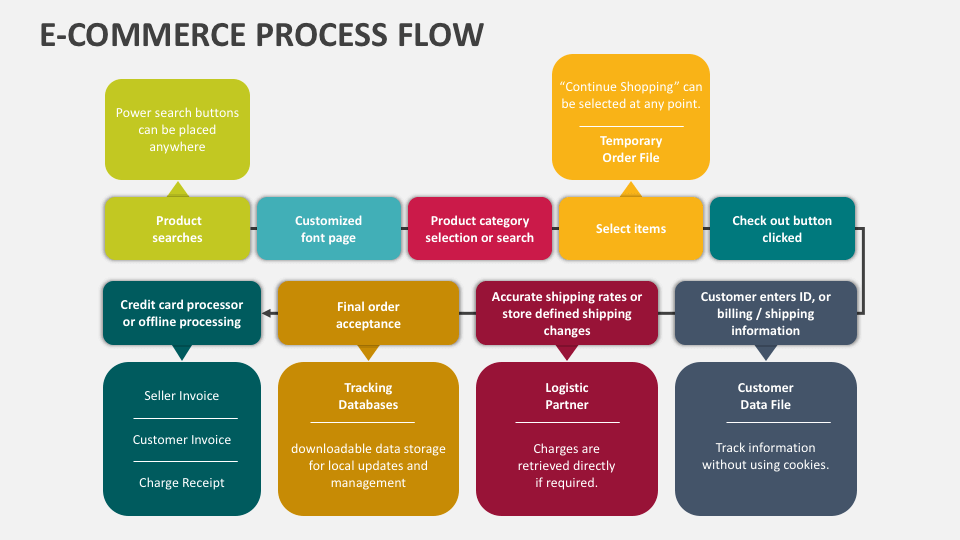 E-COMMERCE PROCESS FLOW
Power search buttons
can be placed
anywhere
“Continue Shopping” can
be selected at any point.
Temporary
Order File
Product
searches
Customized
font page
Product category
selection or search
Select items
Check out button
clicked
Credit card processor
or offline processing
Final order
acceptance
Accurate shipping rates or
store defined shipping
changes
Customer enters ID, or
billing / shipping
information
Seller Invoice
Customer Invoice
Charge Receipt
Tracking
Databases
downloadable data storage
for local updates and
management
Logistic
Partner
Charges are
retrieved directly
if required.
Customer
Data File
Track information
without using cookies.